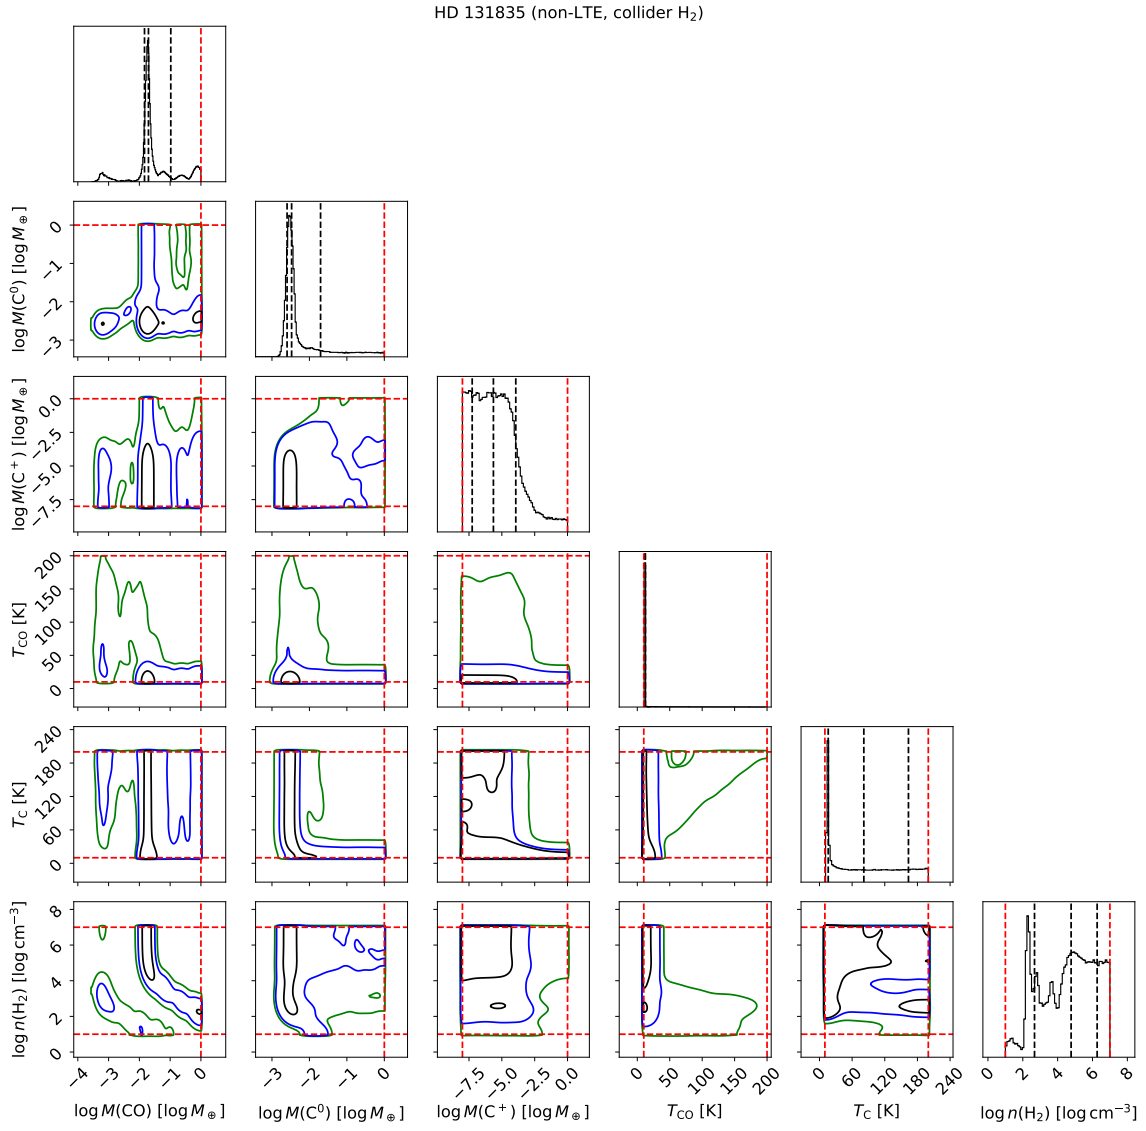 HD 131835 (non-LTE, collider H₂)
log M(C⁰) [log M⊕]
0
−1
−2
−3
log M(C⁺) [log M⊕]
0.0
−2.5
−5.0
−7.5
T_CO [K]
200
150
100
50
0
T_C [K]
240
180
120
60
0
log n(H₂) [log cm⁻³]
8
6
4
2
0
−4 −3 −2 −1 0
−3 −2 −1 0
−7.5 −5.0 −2.5 0.0
0 50 100 150 200
0 60 120 180 240
0 2 4 6 8
log M(CO) [log M⊕]
log M(C⁰) [log M⊕]
log M(C⁺) [log M⊕]
T_CO [K]
T_C [K]
log n(H₂) [log cm⁻³]